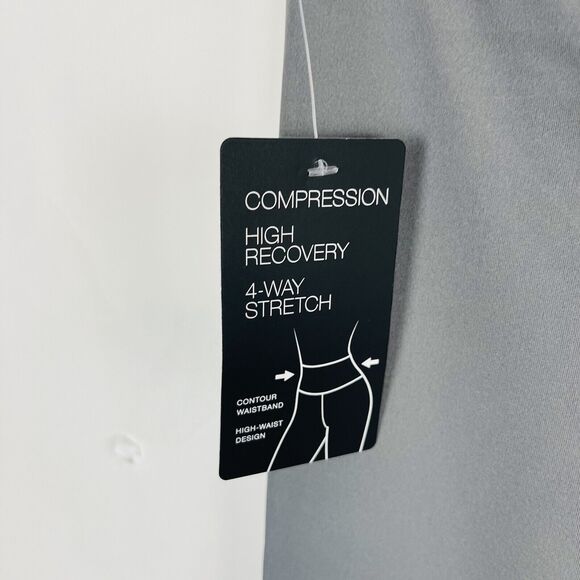 COMPRESSION
HIGH
RECOVERY
4-WAY
STRETCH
CONTOUR
WAISTBAND
HIGH-WAIST
DESIGN